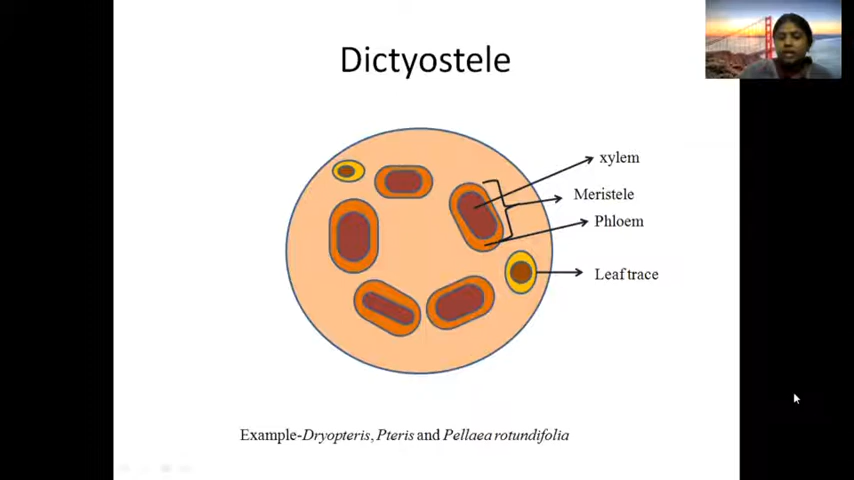 Dictyostele
xylem
Meristele
Phloem
Leaf trace
Example-Dryopteris, Pteris and Pellaea rotundifolia